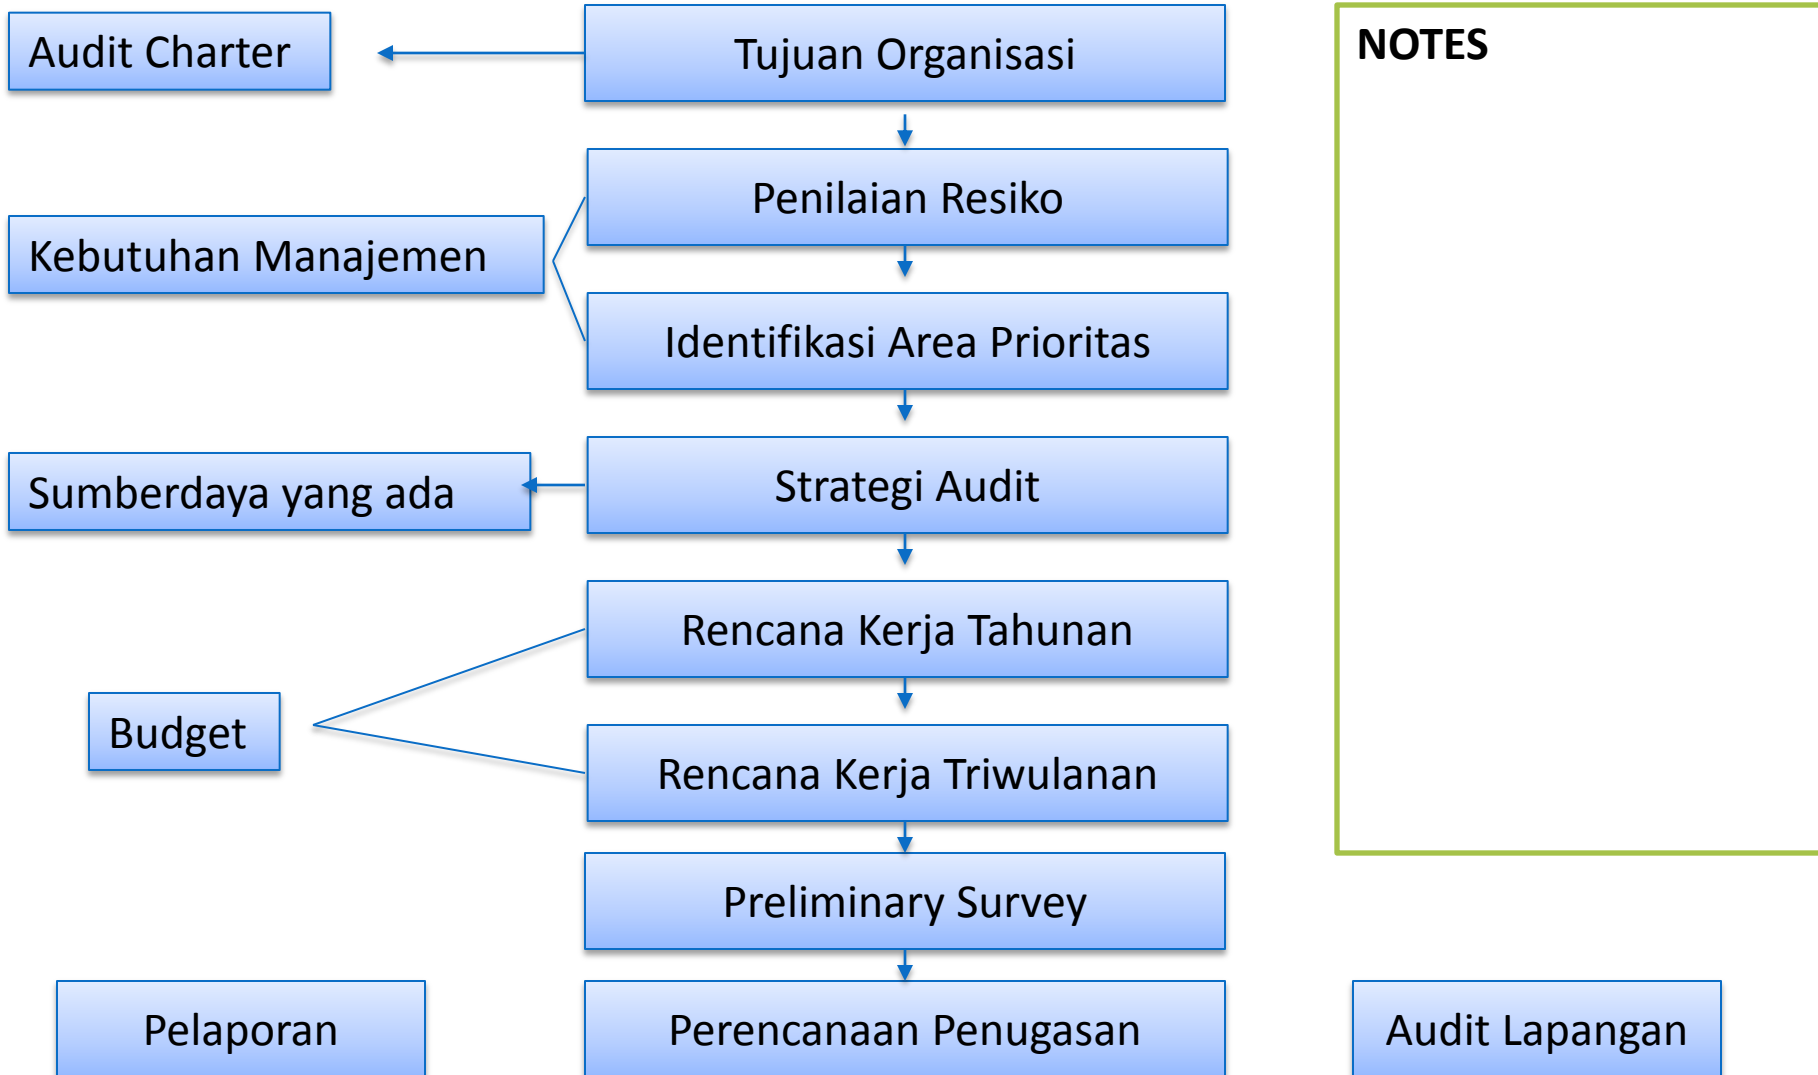 Audit Charter
Tujuan Organisasi
NOTES
Penilaian Resiko
Kebutuhan Manajemen
Identifikasi Area Prioritas
Strategi Audit
Sumberdaya yang ada
Rencana Kerja Tahunan
Budget
Rencana Kerja Triwulanan
Preliminary Survey
Pelaporan
Perencanaan Penugasan
Audit Lapangan